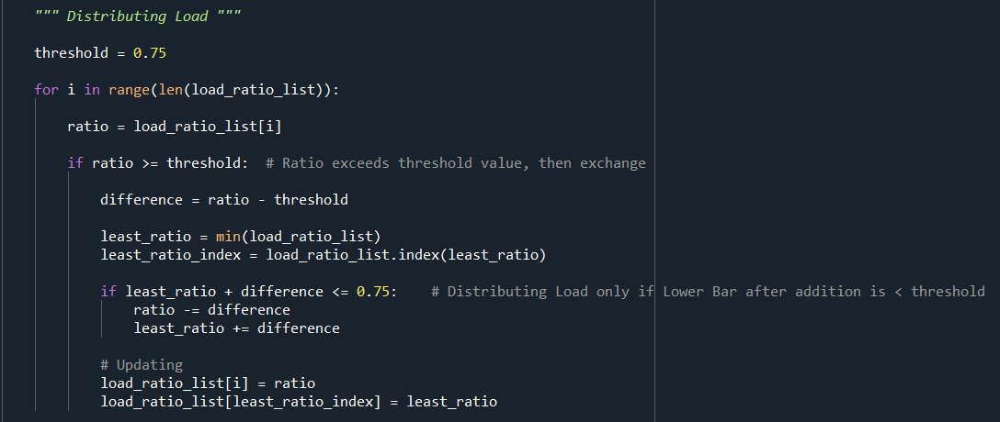 """ Distributing Load """
threshold = 0.75
for i in range(len(load_ratio_list)):
ratio = load_ratio_list[i]
if ratio >= threshold:  # Ratio exceeds threshold value, then exchange
difference = ratio - threshold
least_ratio = min(load_ratio_list)
least_ratio_index = load_ratio_list.index(least_ratio)
if least_ratio + difference <= 0.75:    # Distributing Load only if Lower Bar after addition is < threshold
ratio -= difference
least_ratio += difference
# Updating
load_ratio_list[i] = ratio
load_ratio_list[least_ratio_index] = least_ratio